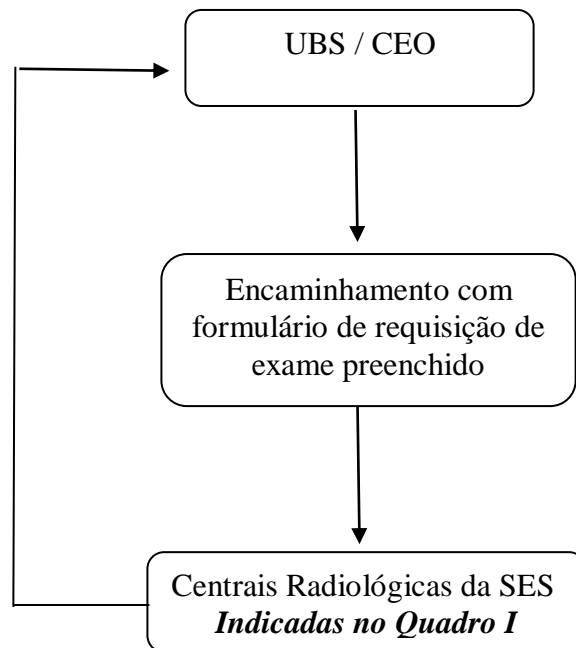 UBS / CEO
Encaminhamento com
formulário de requisição de
exame preenchido
Centrais Radiológicas da SES
Indicadas no Quadro I